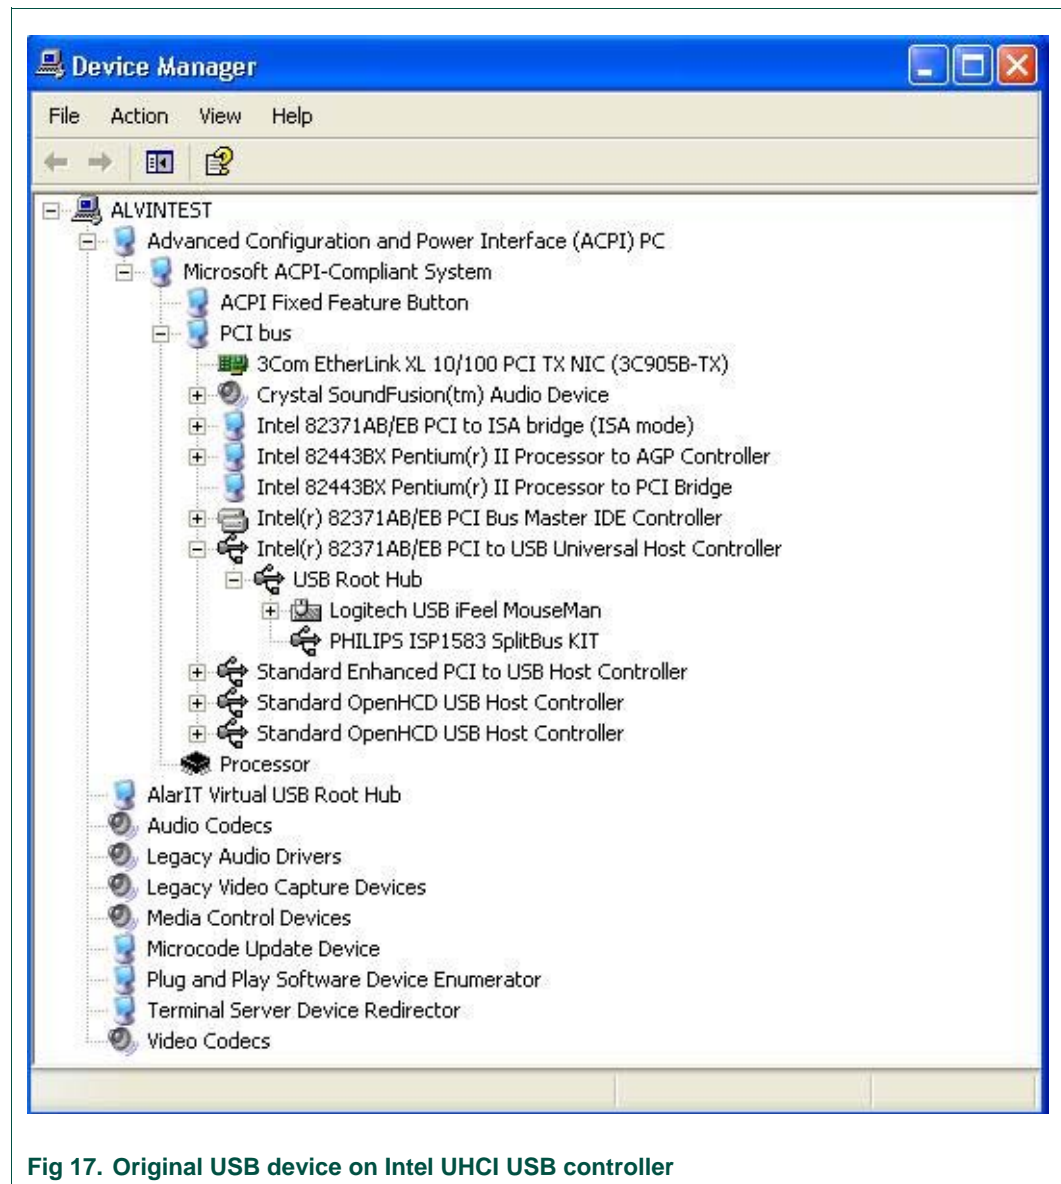 Device Manager
File Action View Help
ALVINTEST
Advanced Configuration and Power Interface (ACPI) PC
Microsoft ACPI-Compliant System
ACPI Fixed Feature Button
PCI bus
3Com EtherLink XL 10/100 PCI TX NIC (3C905B-TX)
Crystal SoundFusion(tm) Audio Device
Intel 82371AB/EB PCI to ISA bridge (ISA mode)
Intel 82443BX Pentium(r) II Processor to AGP Controller
Intel 82443BX Pentium(r) II Processor to PCI Bridge
Intel(r) 82371AB/EB PCI Bus Master IDE Controller
Intel(r) 82371AB/EB PCI to USB Universal Host Controller
USB Root Hub
Logitech USB iFeel MouseMan
PHILIPS ISP1583 SplitBus KIT
Standard Enhanced PCI to USB Host Controller
Standard OpenHCD USB Host Controller
Standard OpenHCD USB Host Controller
Processor
AlarIT Virtual USB Root Hub
Audio Codecs
Legacy Audio Drivers
Legacy Video Capture Devices
Media Control Devices
Microcode Update Device
Plug and Play Software Device Enumerator
Terminal Server Device Redirector
Video Codecs
Fig 17. Original USB device on Intel UHCI USB controller